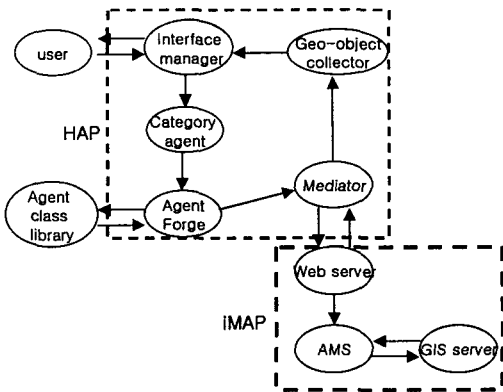 user
Interface
manager
Geo-object
collector
HAP
Category
agent
Mediator
Agent
class
library
Agent
Forge
Web server
iMAP
AMS
GIS server